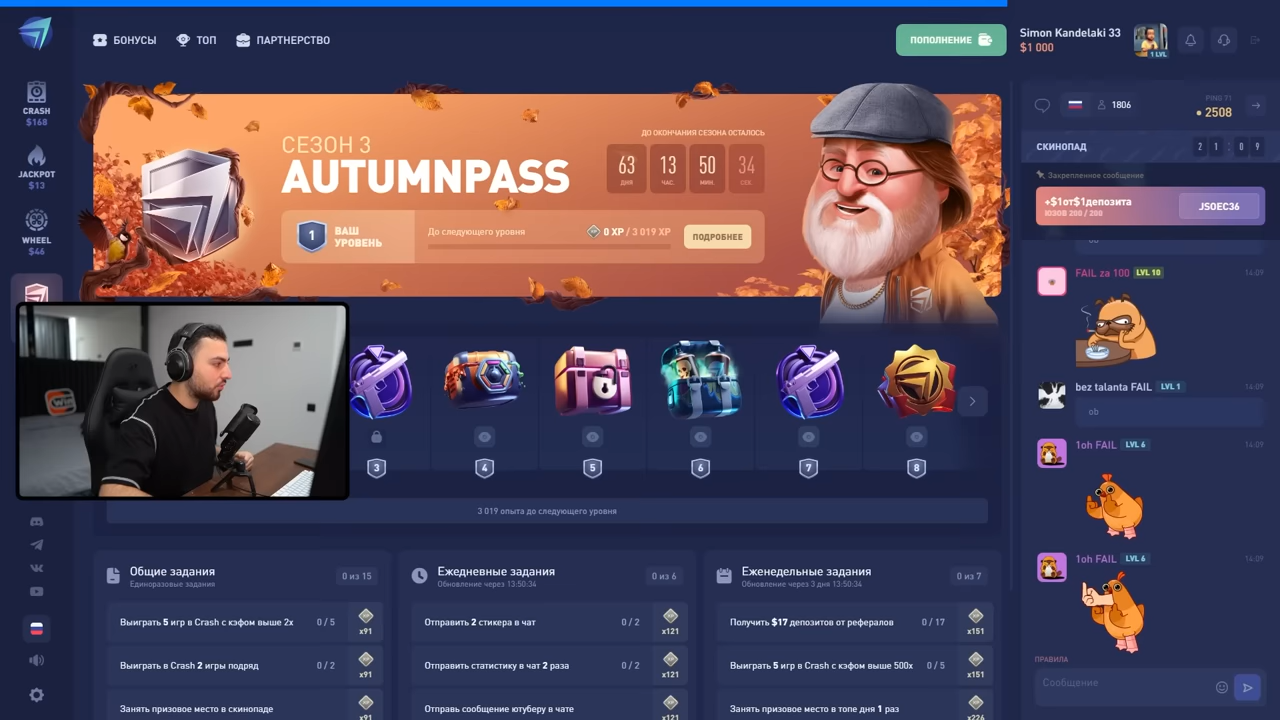 БОНУСЫ
ТОП
ПАРТНЕРСТВО
ПОПОЛНЕНИЕ
Simon Kandelaki 33
$1 000
1 LVL
CRASH
$168
JACKPOT
$13
WHEEL
$46
СЕЗОН 3
AUTUMNPASS
ДО ОКОНЧАНИЯ СЕЗОНА ОСТАЛОСЬ
63 13 50 34
ДНЯ ЧАС. МИН. СЕК.
1
ВАШ
УРОВЕНЬ
До следующего уровня
0 XP / 3 019 XP
ПОДРОБНЕЕ
3 4 5 6 7 8
3 019 опыта до следующего уровня
Общие задания
Единоразовые задания
0 из 15
Выиграть 5 игр в Crash с кэфом выше 2x
0 / 5
x91
Выиграть в Crash 2 игры подряд
0 / 2
x91
Занять призовое место в скинопаде
x91
Ежедневные задания
Обновление через 13:50:34
0 из 6
Отправить 2 стикера в чат
0 / 2
x121
Отправить статистику в чат 2 раза
0 / 2
x121
Отправь сообщение ютуберу в чате
x121
Еженедельные задания
Обновление через 3 дня 13:50:34
0 из 7
Получить $17 депозитов от рефералов
0 / 17
x151
Выиграть 5 игр в Crash с кэфом выше 500x
0 / 5
x151
Занять призовое место в топе дня 1 раз
x226
1806
PING 71
2508
СКИНОПАД
2 1 : 0 9
Закрепленное сообщение
+$1от$1депозита
ЮЗОВ 200 / 200
JSOEC36
ob
FAIL za 100 LVL 10
14:09
bez talanta FAIL LVL 1
14:09
ob
1oh FAIL LVL 6
14:09
1oh FAIL LVL 6
14:09
ПРАВИЛА
Сообщение